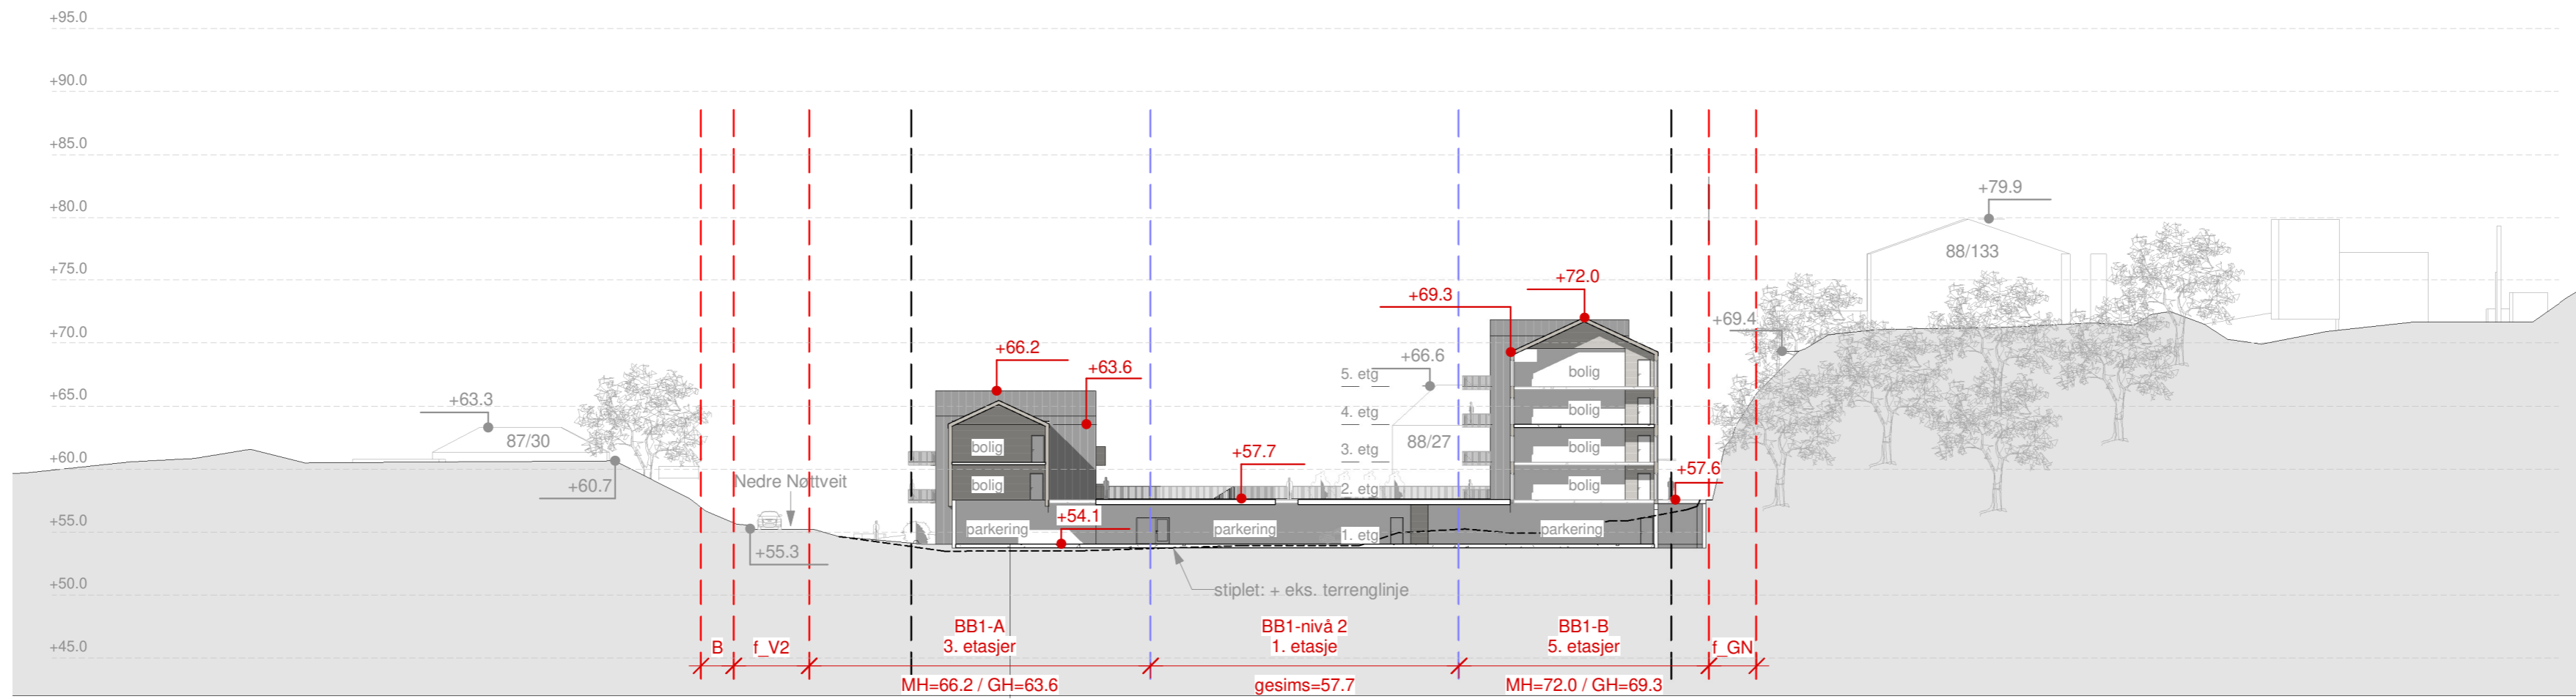 +95.0
+90.0
+85.0
+80.0
+75.0
+70.0
+65.0
+60.0
+55.0
+50.0
+45.0
+79.9
88/133
+72.0
+69.3
+69.4
+66.2
+63.6
+66.6
5. etg
4. etg
3. etg
2. etg
1. etg
88/27
bolig
bolig
bolig
bolig
+63.3
87/30
+60.7
bolig
bolig
+57.7
+57.6
Nedre Nøttveit
+55.3
+54.1
parkering
parkering
parkering
stiplet: + eks. terrenglinje
B
f_V2
BB1-A
3. etasjer
BB1-nivå 2
1. etasje
BB1-B
5. etasjer
f_GN
MH=66.2 / GH=63.6
gesims=57.7
MH=72.0 / GH=69.3